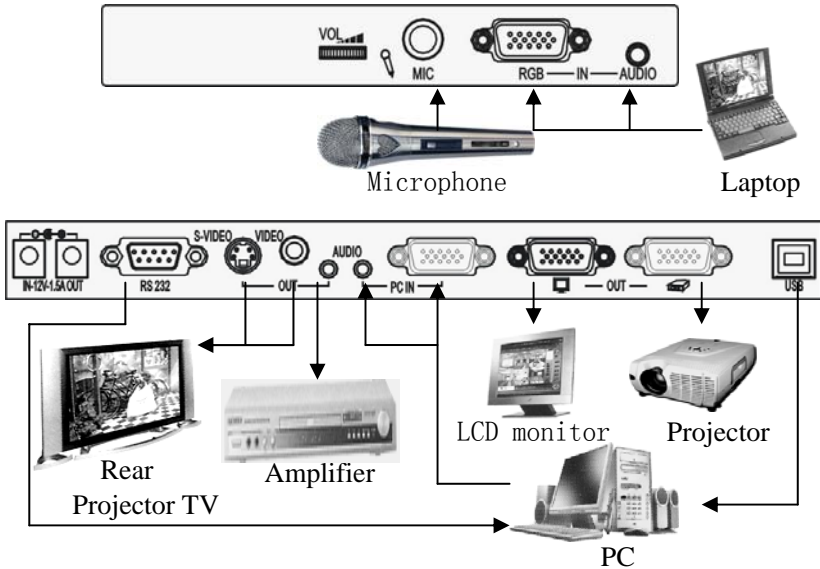 VOL
MIC
RGB — IN — AUDIO
Microphone
Laptop
S-VIDEO VIDEO
AUDIO
IN-12V-1.5A OUT
RS 232
OUT
PC IN
OUT
USB
LCD monitor
Projector
Rear
Projector TV
Amplifier
PC